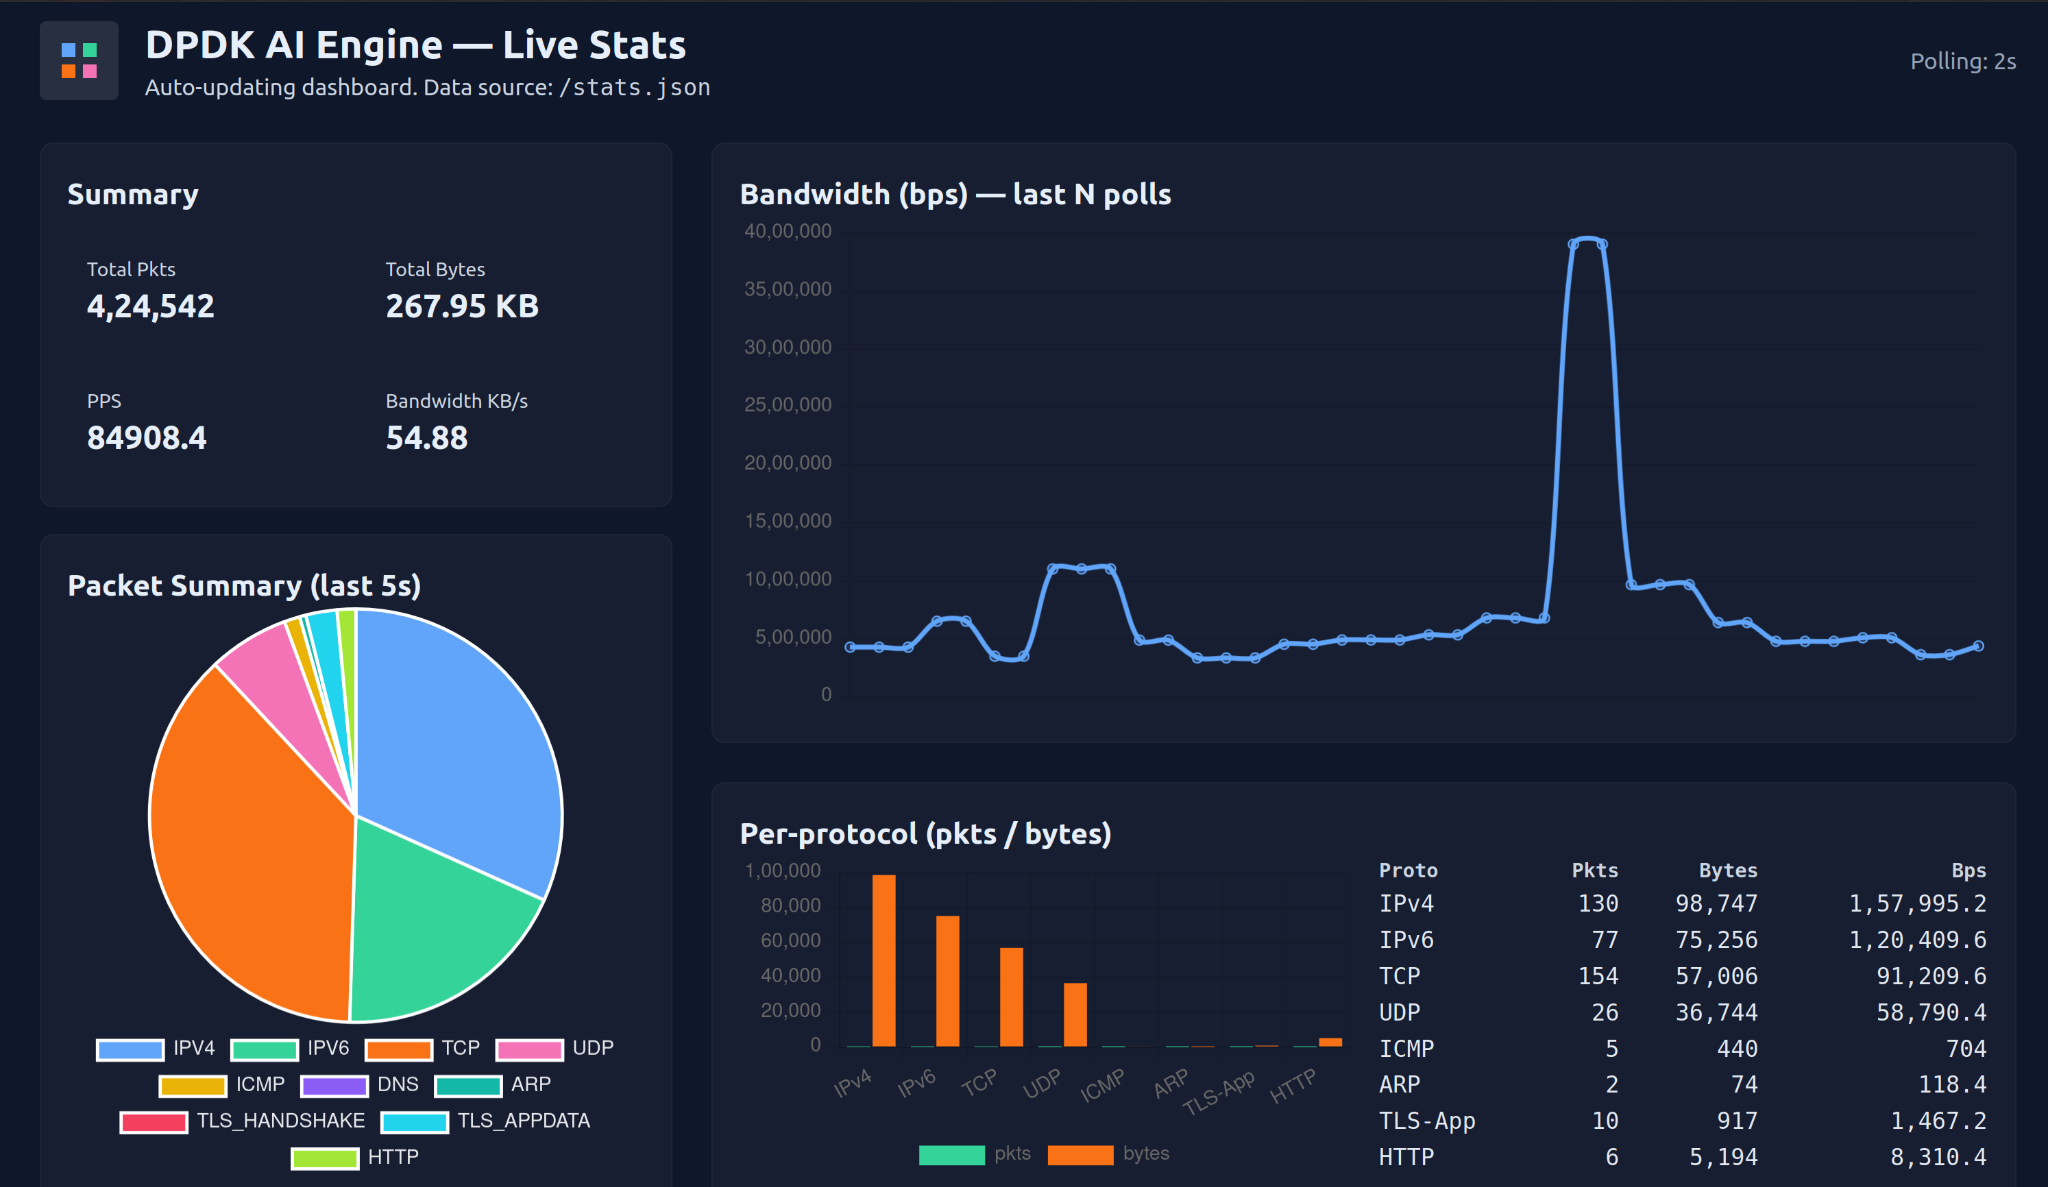 DPDK AI Engine — Live Stats
Auto-updating dashboard. Data source: /stats.json
Polling: 2s
Summary
Total Pkts
4,24,542
Total Bytes
267.95 KB
PPS
84908.4
Bandwidth KB/s
54.88
Packet Summary (last 5s)
IPV4 IPV6 TCP UDP
ICMP DNS ARP
TLS_HANDSHAKE TLS_APPDATA
HTTP
Bandwidth (bps) — last N polls
40,00,000
35,00,000
30,00,000
25,00,000
20,00,000
15,00,000
10,00,000
5,00,000
0
Per-protocol (pkts / bytes)
1,00,000
80,000
60,000
40,000
20,000
0
IPv4 IPv6 TCP UDP ICMP ARP TLS-App HTTP
pkts bytes
Proto Pkts Bytes Bps
IPv4 130 98,747 1,57,995.2
IPv6 77 75,256 1,20,409.6
TCP 154 57,006 91,209.6
UDP 26 36,744 58,790.4
ICMP 5 440 704
ARP 2 74 118.4
TLS-App 10 917 1,467.2
HTTP 6 5,194 8,310.4